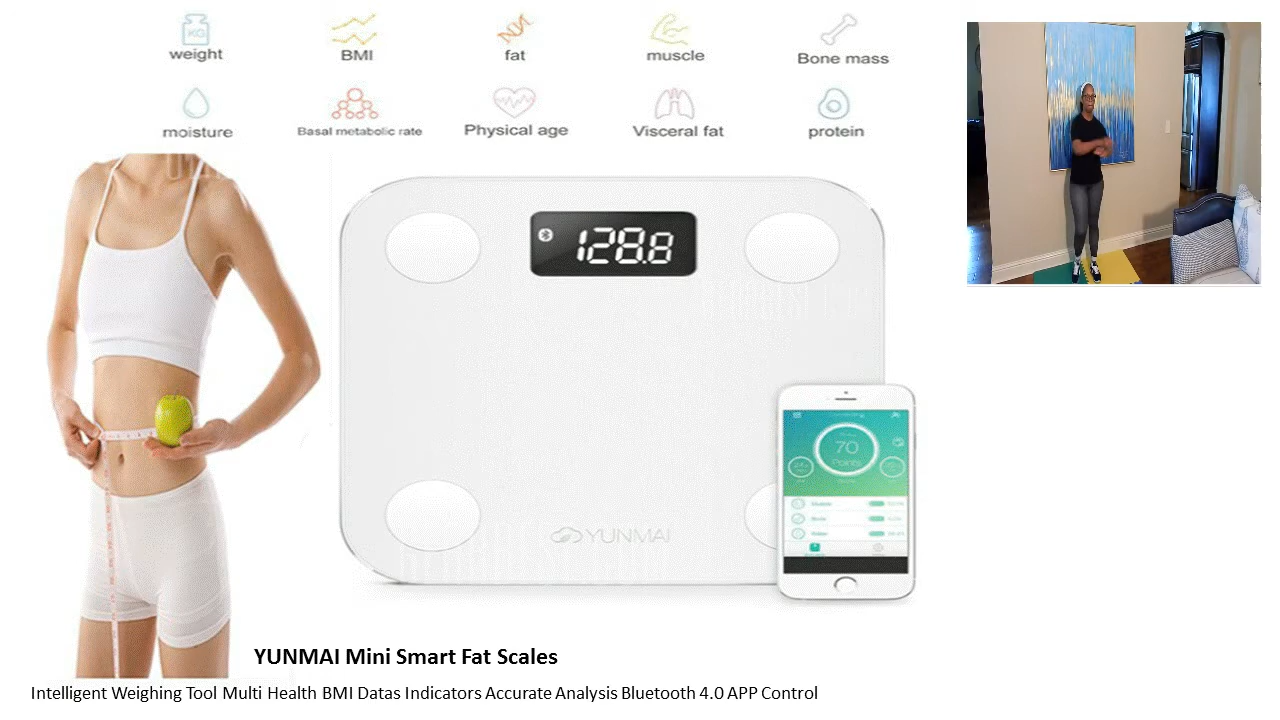 KG
weight
BMI
fat
muscle
Bone mass
moisture
Basal metabolic rate
Physical age
Visceral fat
protein
128.8
70
Points
YUNMAI
YUNMAI Mini Smart Fat Scales
Intelligent Weighing Tool Multi Health BMI Datas Indicators Accurate Analysis Bluetooth 4.0 APP Control